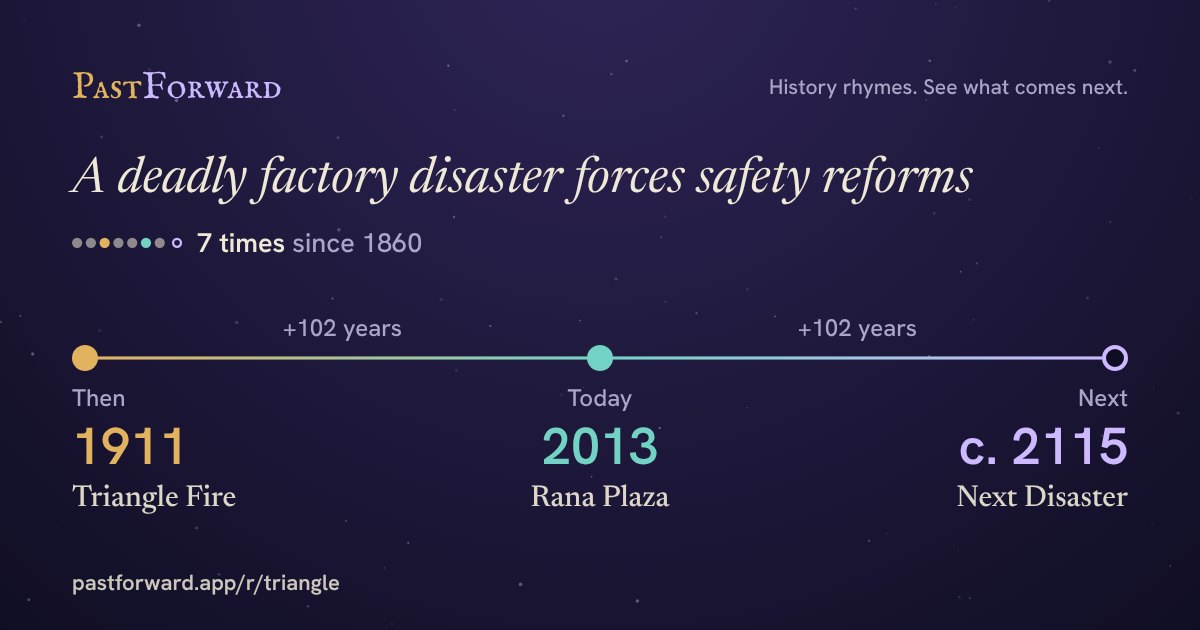 PastForward
History rhymes. See what comes next.
A deadly factory disaster forces safety reforms
7 times since 1860
+102 years
+102 years
Then
Today
Next
1911
2013
c. 2115
Triangle Fire
Rana Plaza
Next Disaster
pastforward.app/r/triangle